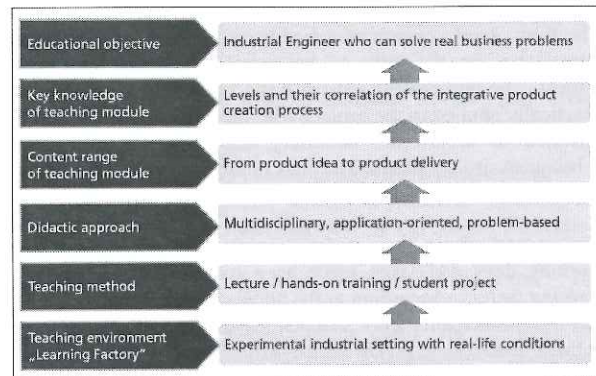 Educational objective
Industrial Engineer who can solve real business problems
Key knowledge
of teaching module
Levels and their correlation of the integrative product
creation process
Content range
of teaching module
From product idea to product delivery
Didactic approach
Multidisciplinary, application-oriented, problem-based
Teaching method
Lecture / hands-on training / student project
Teaching environment
„Learning Factory"
Experimental industrial setting with real-life conditions